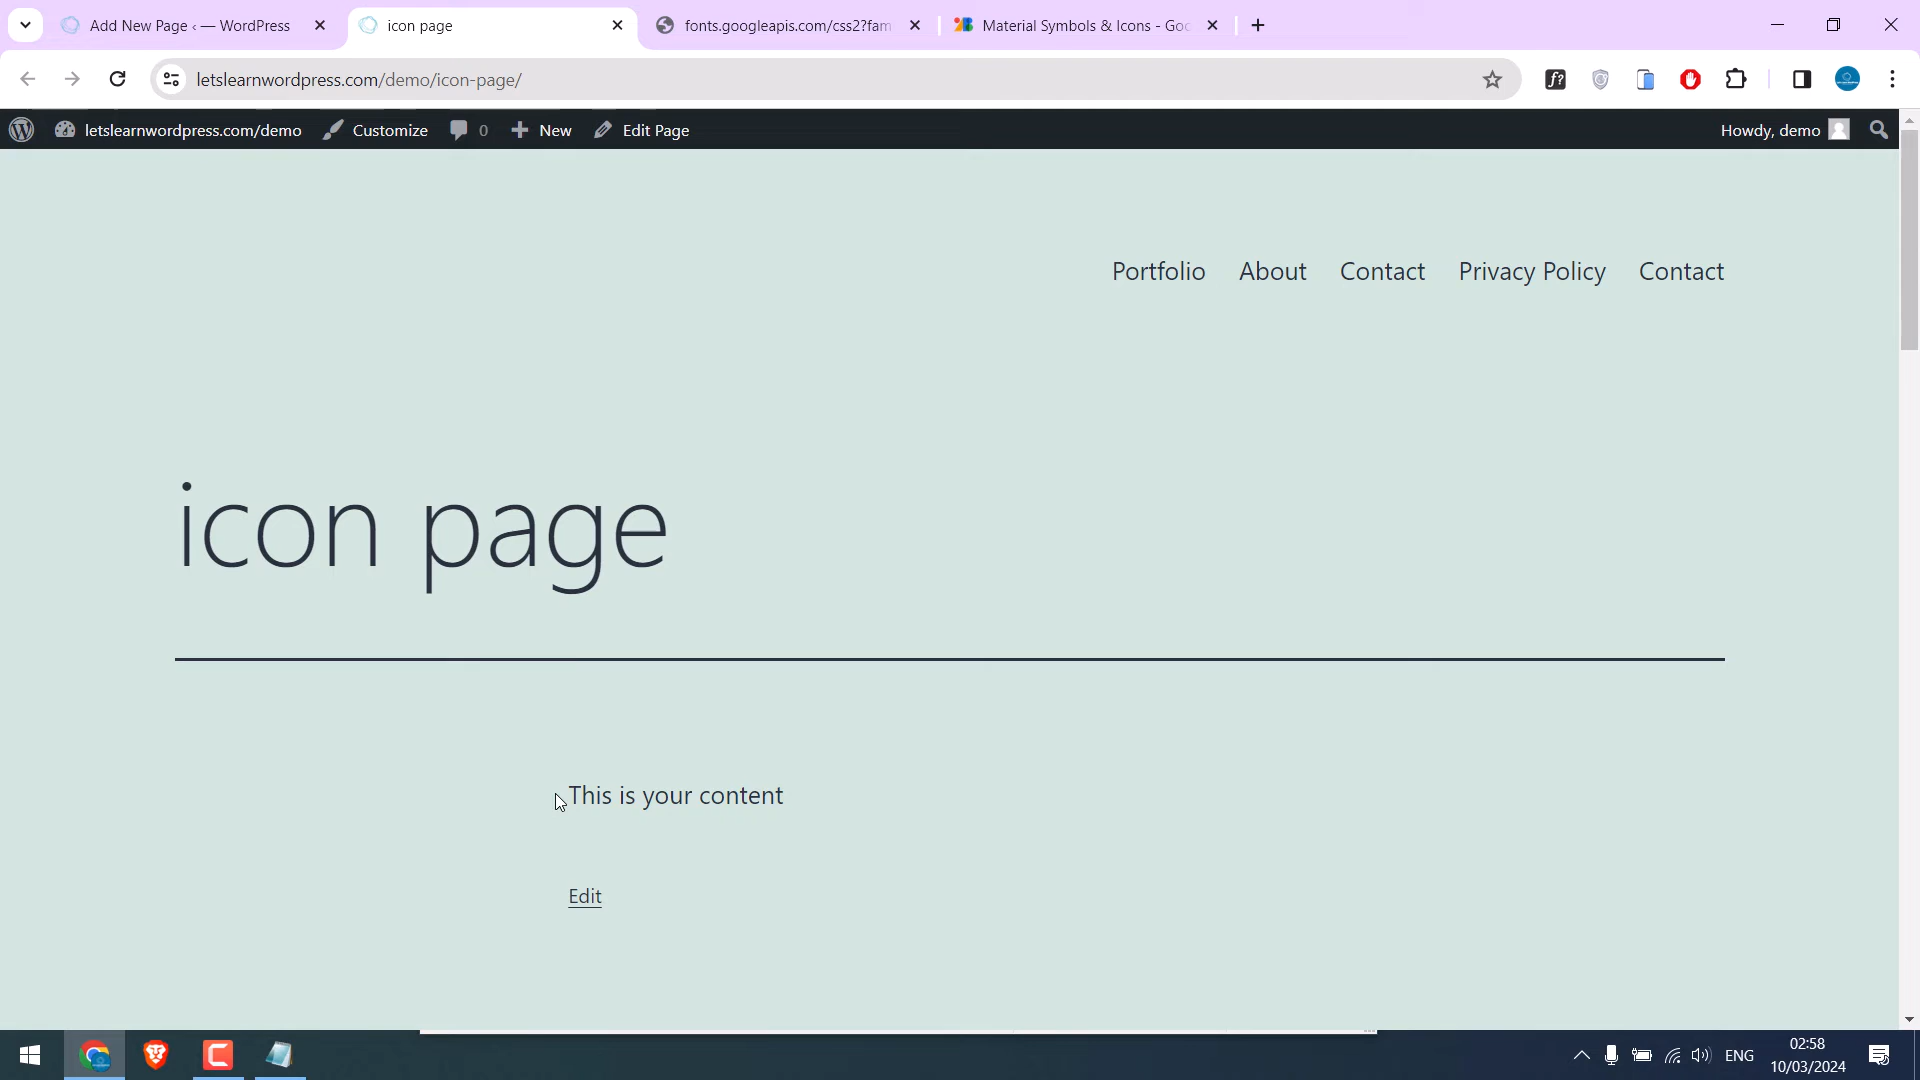 Add New Page ‹ — WordPress
icon page
fonts.googleapis.com/css2?fam
Material Symbols & Icons - Goo
letslearnwordpress.com/demo/icon-page/
f?
letslearnwordpress.com/demo Customize 0 New Edit Page Howdy, demo
Portfolio About Contact Privacy Policy Contact
icon page
This is your content
Edit
ENG
02:58
10/03/2024